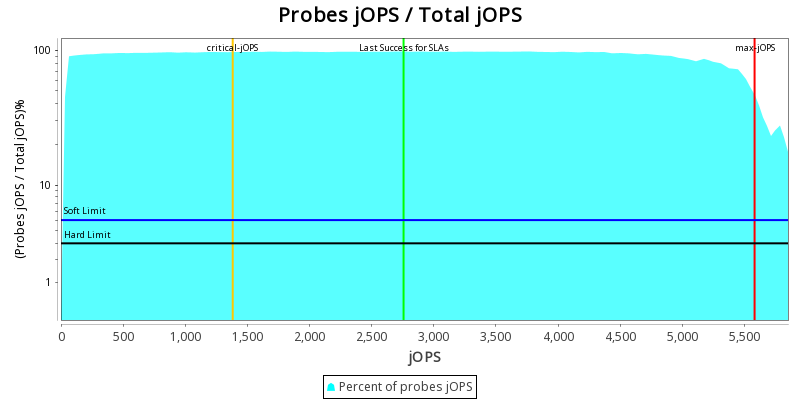 Probes jOPS / Total jOPS
(Probes jOPS / Total jOPS)%
100
10
1
critical-jOPS
Last Success for SLAs
max-jOPS
Soft Limit
Hard Limit
0
500
1,000
1,500
2,000
2,500
3,000
3,500
4,000
4,500
5,000
5,500
jOPS
Percent of probes jOPS